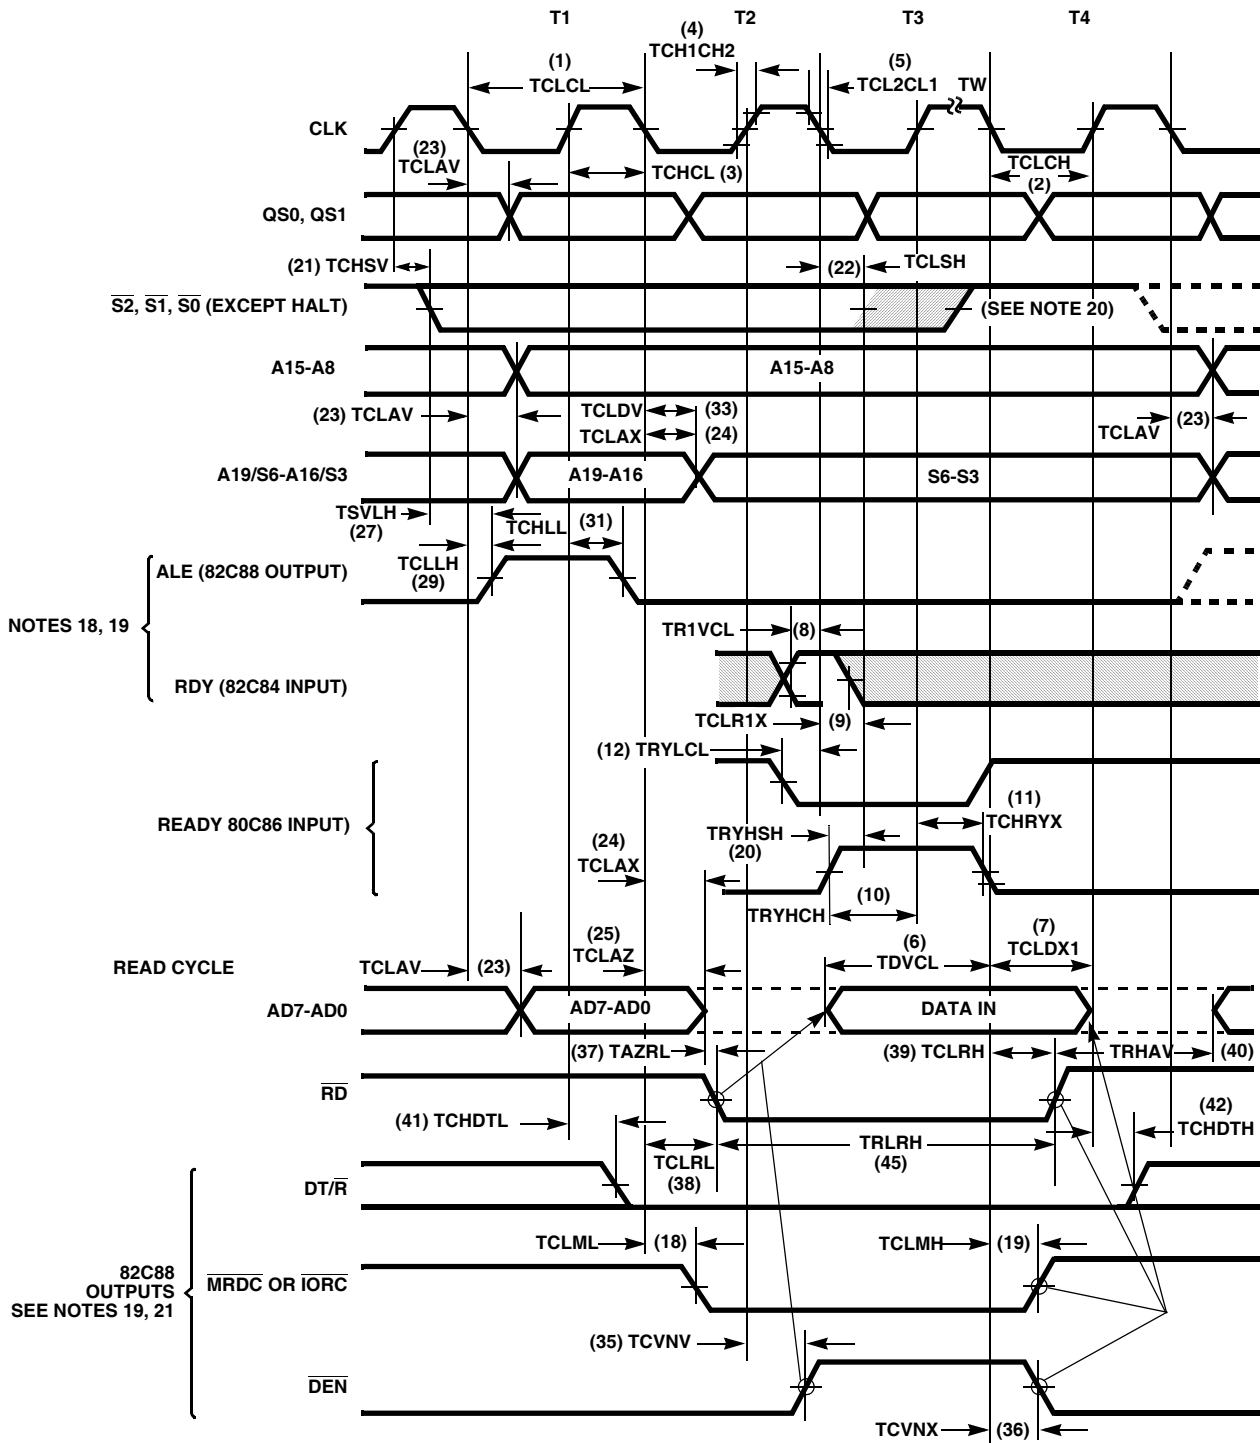 T1 T2 T3 T4
(4)
TCH1CH2
(1)
TCLCL
(5)
TCL2CL1 TW
CLK
(23)
TCLAV
TCHCL (3)
TCLCH
(2)
QS0, QS1
(21) TCHSV
(22) TCLSH
S2, S1, S0 (EXCEPT HALT)
(SEE NOTE 20)
A15-A8
A15-A8
(23) TCLAV
TCLDV (33)
TCLAX (24)
TCLAV (23)
A19/S6-A16/S3
A19-A16
S6-S3
TSVLH
(27)
TCHLL (31)
TCLLH
(29)
ALE (82C88 OUTPUT)
NOTES 18, 19
TR1VCL (8)
RDY (82C84 INPUT)
TCLR1X (9)
(12) TRYLCL
READY 80C86 INPUT)
(11)
TCHRYX
TRYHSH
(20)
(24)
TCLAX
(10)
TRYHCH
READ CYCLE
TCLAV (23)
(25)
TCLAZ
(6)
TDVCL
(7)
TCLDX1
AD7-AD0
AD7-AD0
DATA IN
(37) TAZRL
(39) TCLRH
TRHAV (40)
RD
(41) TCHDTL
(42)
TCHDTH
TCLRL
(38)
TRLRH
(45)
DT/R
TCLML (18)
TCLMH (19)
82C88
OUTPUTS
SEE NOTES 19, 21
MRDC OR IORC
(35) TCVNV
DEN
TCVNX (36)